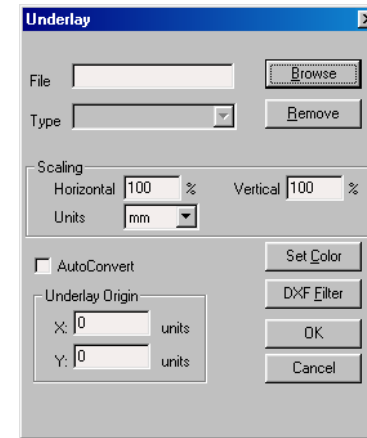 Underlay
File Browse
Type Remove
Scaling
Horizontal 100 % Vertical 100 %
Units mm
AutoConvert Set Color
Underlay Origin DXF Filter
X: 0 units OK
Y: 0 units Cancel